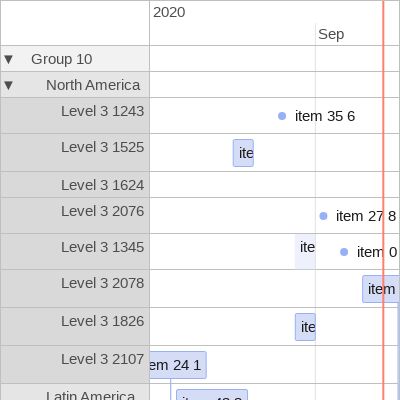 2020
Sep
Group 10
North America
Level 3 1243 item 35 6
Level 3 1525 ite
Level 3 1624
Level 3 2076 item 27 8
Level 3 1345 ite item 0
Level 3 2078 item
Level 3 1826 ite
Level 3 2107 em 24 1
Latin America